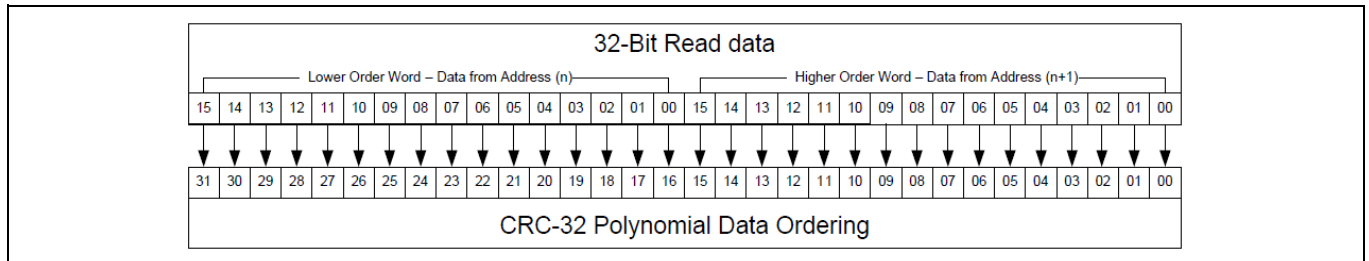 32-Bit Read data
Lower Order Word – Data from Address (n) Higher Order Word – Data from Address (n+1)
15 14 13 12 11 10 09 08 07 06 05 04 03 02 01 00 15 14 13 12 11 10 09 08 07 06 05 04 03 02 01 00
31 30 29 28 27 26 25 24 23 22 21 20 19 18 17 16 15 14 13 12 11 10 09 08 07 06 05 04 03 02 01 00
CRC-32 Polynomial Data Ordering